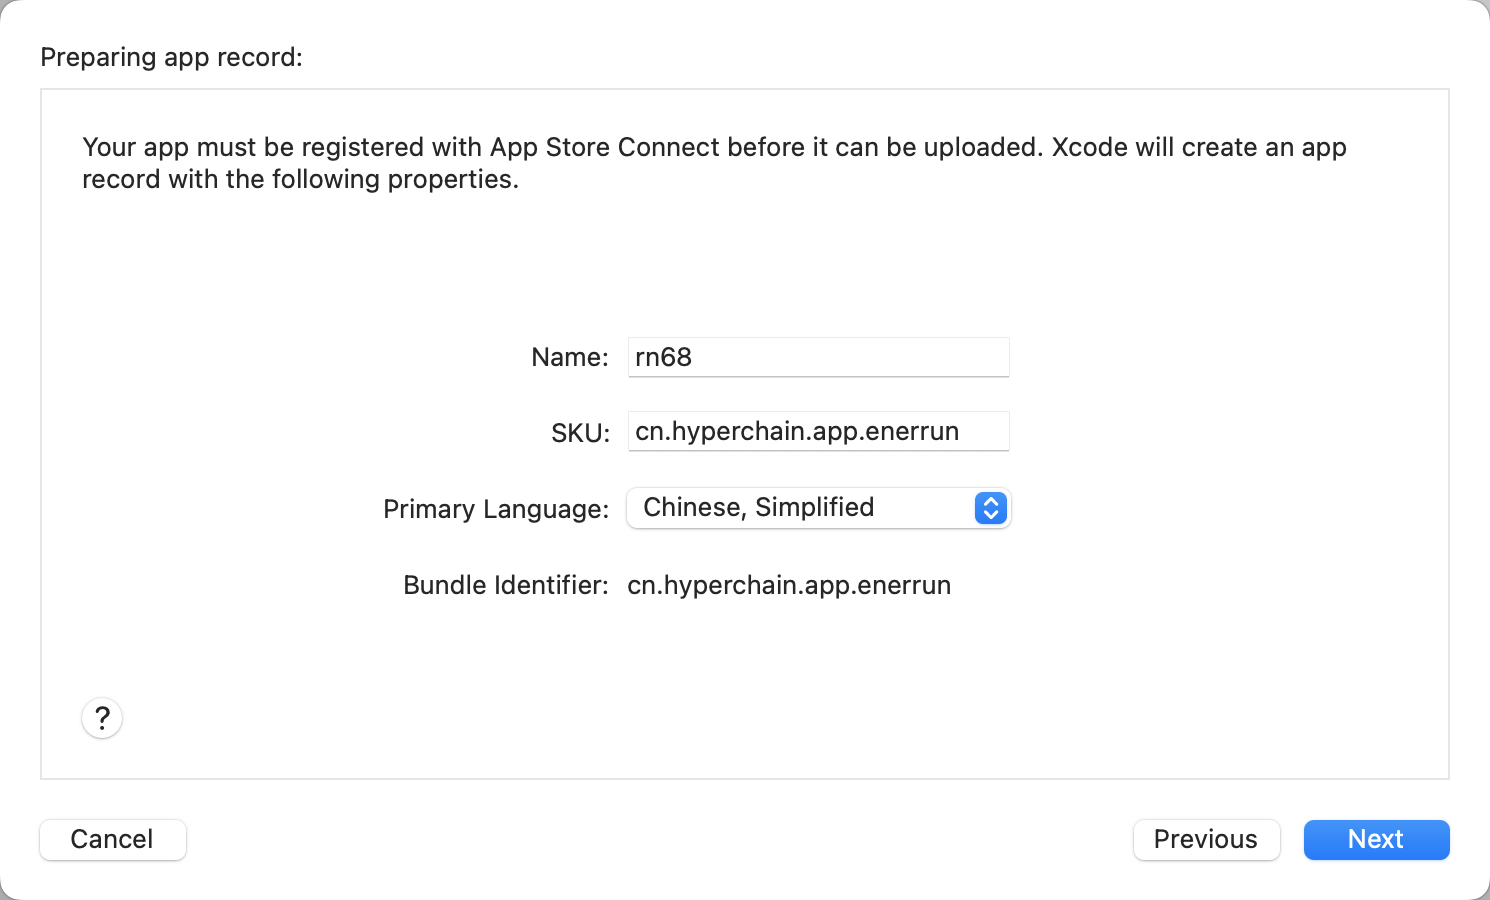 Preparing app record:
Your app must be registered with App Store Connect before it can be uploaded. Xcode will create an app
record with the following properties.
Name: rn68
SKU: cn.hyperchain.app.enerrun
Primary Language: Chinese, Simplified
Bundle Identifier: cn.hyperchain.app.enerrun
?
Cancel Previous Next